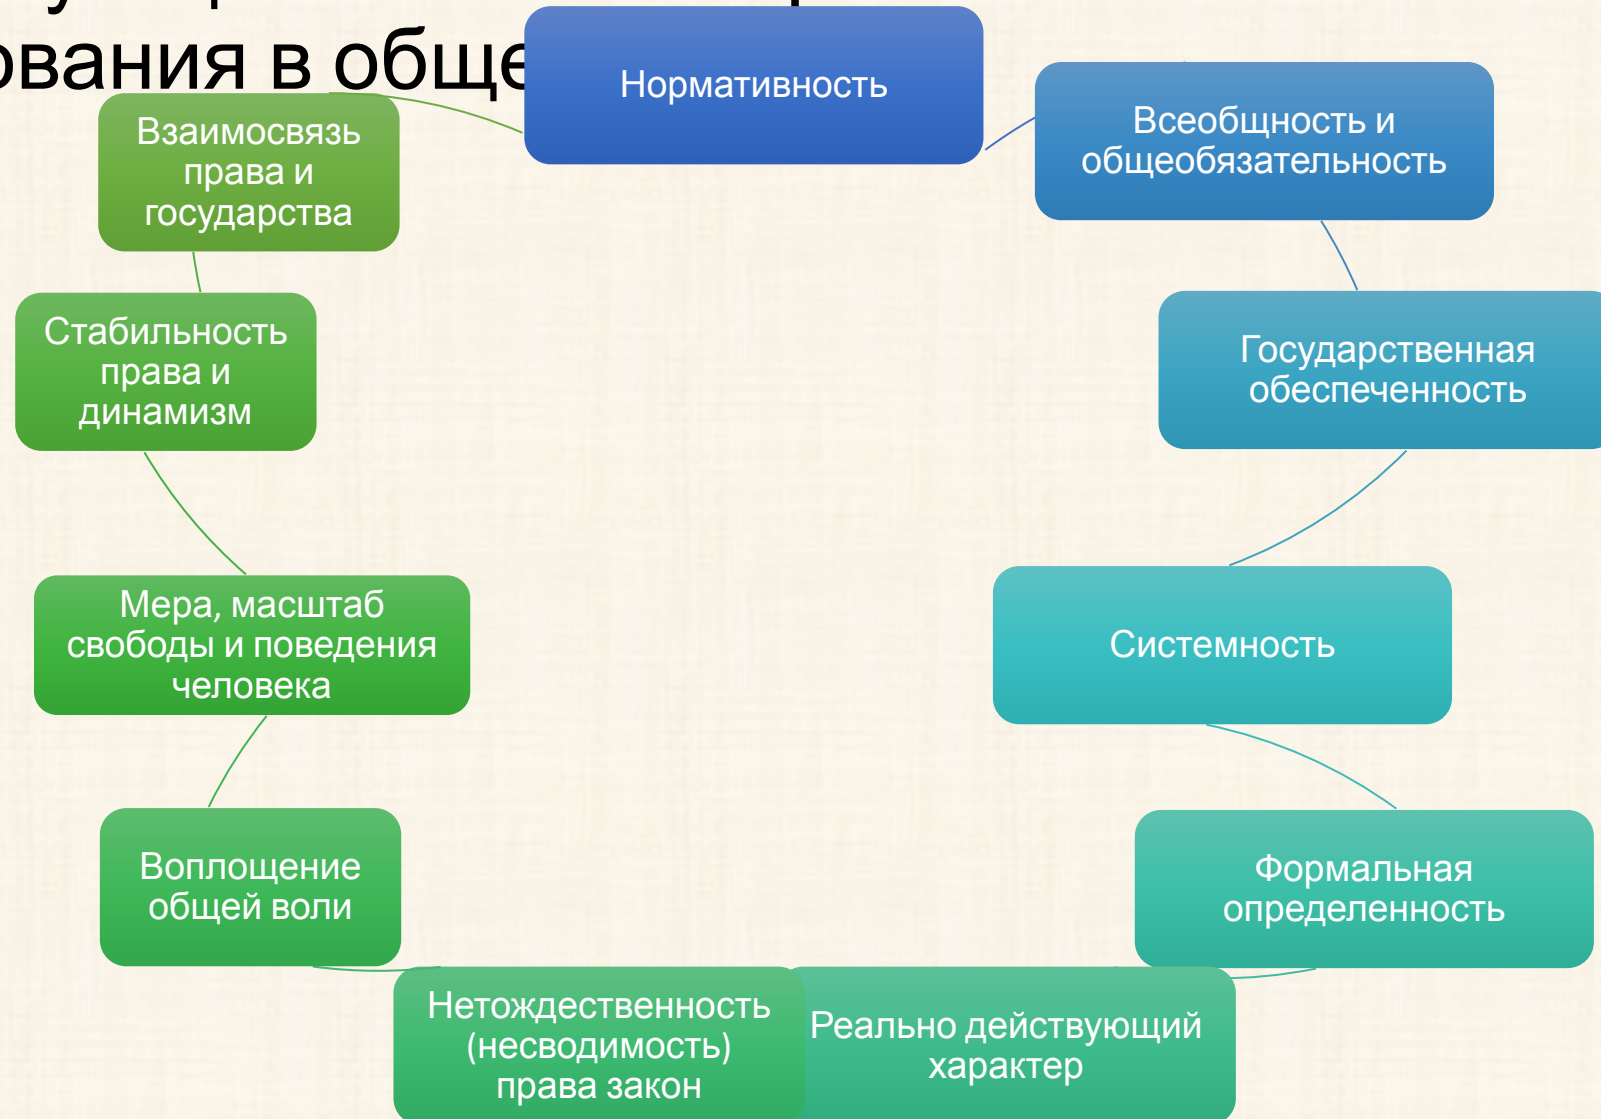 ования в обще
Нормативность
Всеобщность и
общеобязательность
Государственная
обеспеченность
Системность
Формальная
определенность
Реально действующий
характер
Нетождественность
(несводимость)
права закон
Воплощение
общей воли
Мера, масштаб
свободы и поведения
человека
Стабильность
права и
динамизм
Взаимосвязь
права и
государства